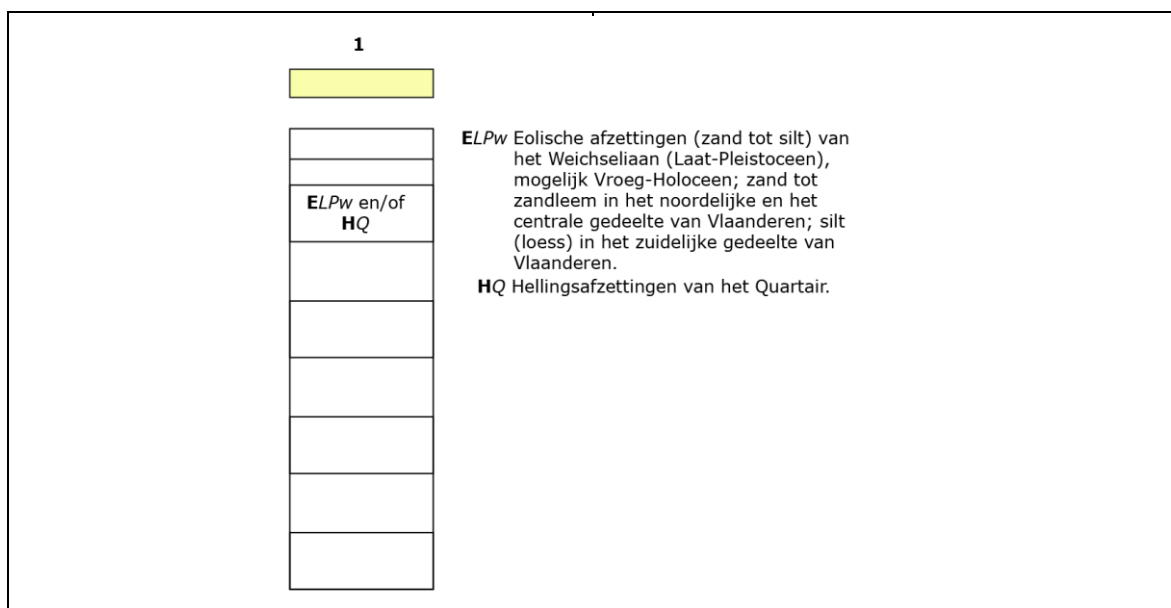 1
ELPw en/of
HQ
ELPw Eolische afzettingen (zand tot silt) van
het Weichseliaan (Laat-Pleistoceen),
mogelijk Vroeg-Holoceen; zand tot
zandleem in het noordelijke en het
centrale gedeelte van Vlaanderen; silt
(loess) in het zuidelijke gedeelte van
Vlaanderen.
HQ Hellingsafzettingen van het Quartair.